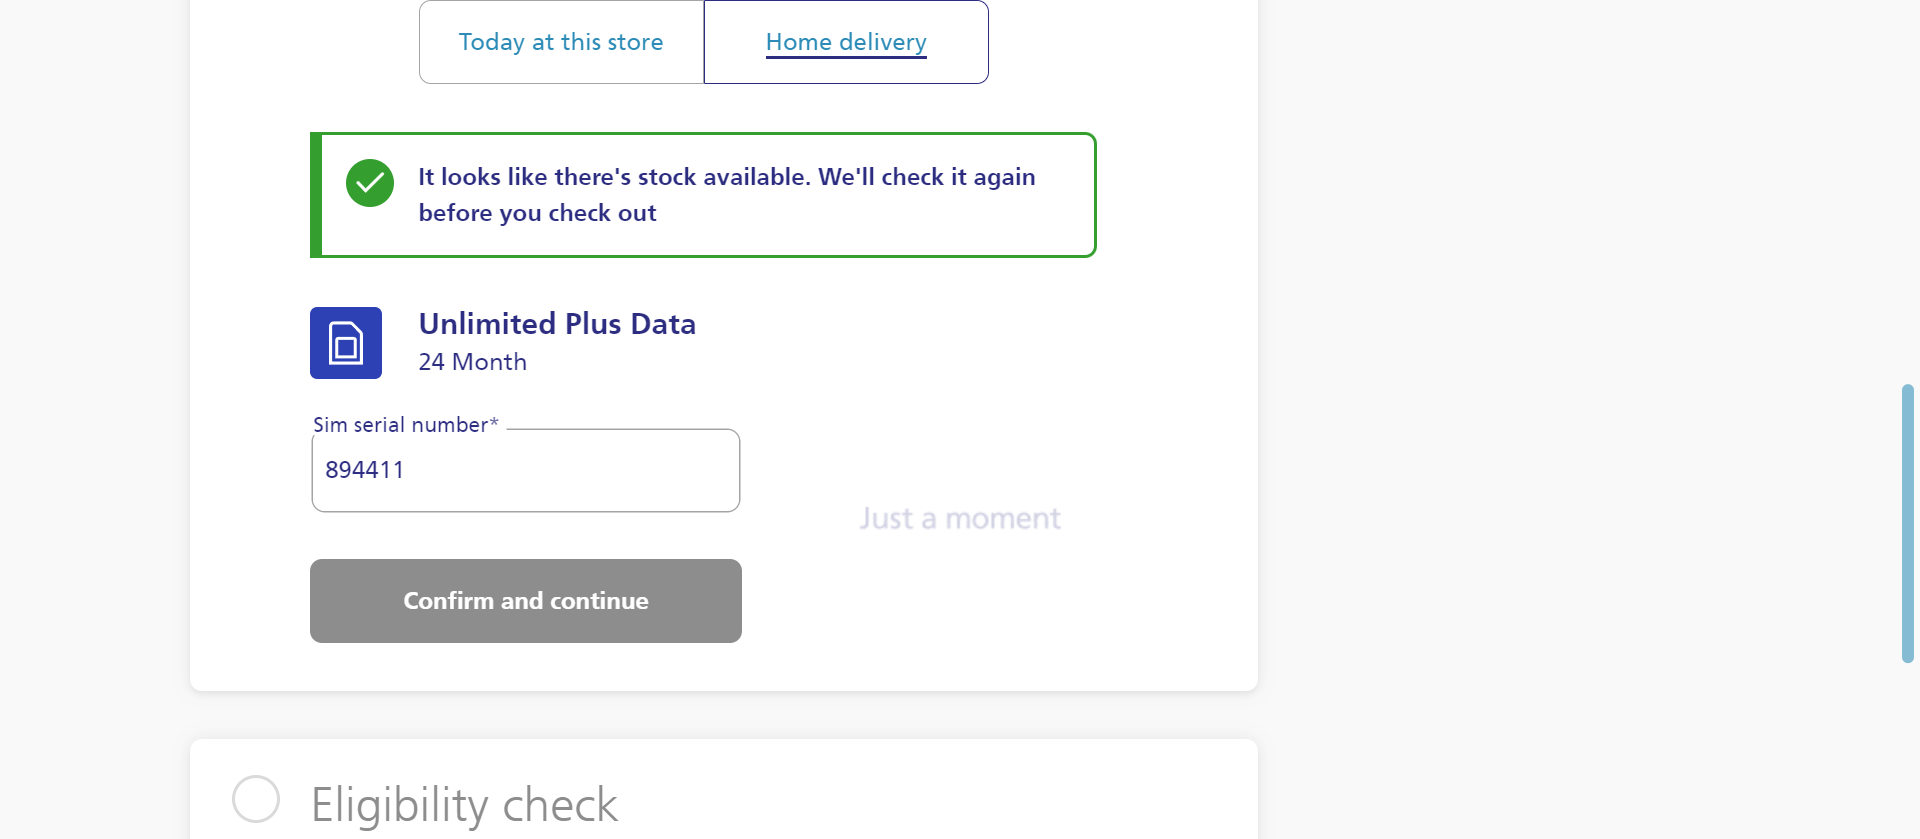 Today at this store
Home delivery
It looks like there's stock available. We'll check it again
before you check out
Unlimited Plus Data
24 Month
Sim serial number*
894411
Just a moment
Confirm and continue
Eligibility check